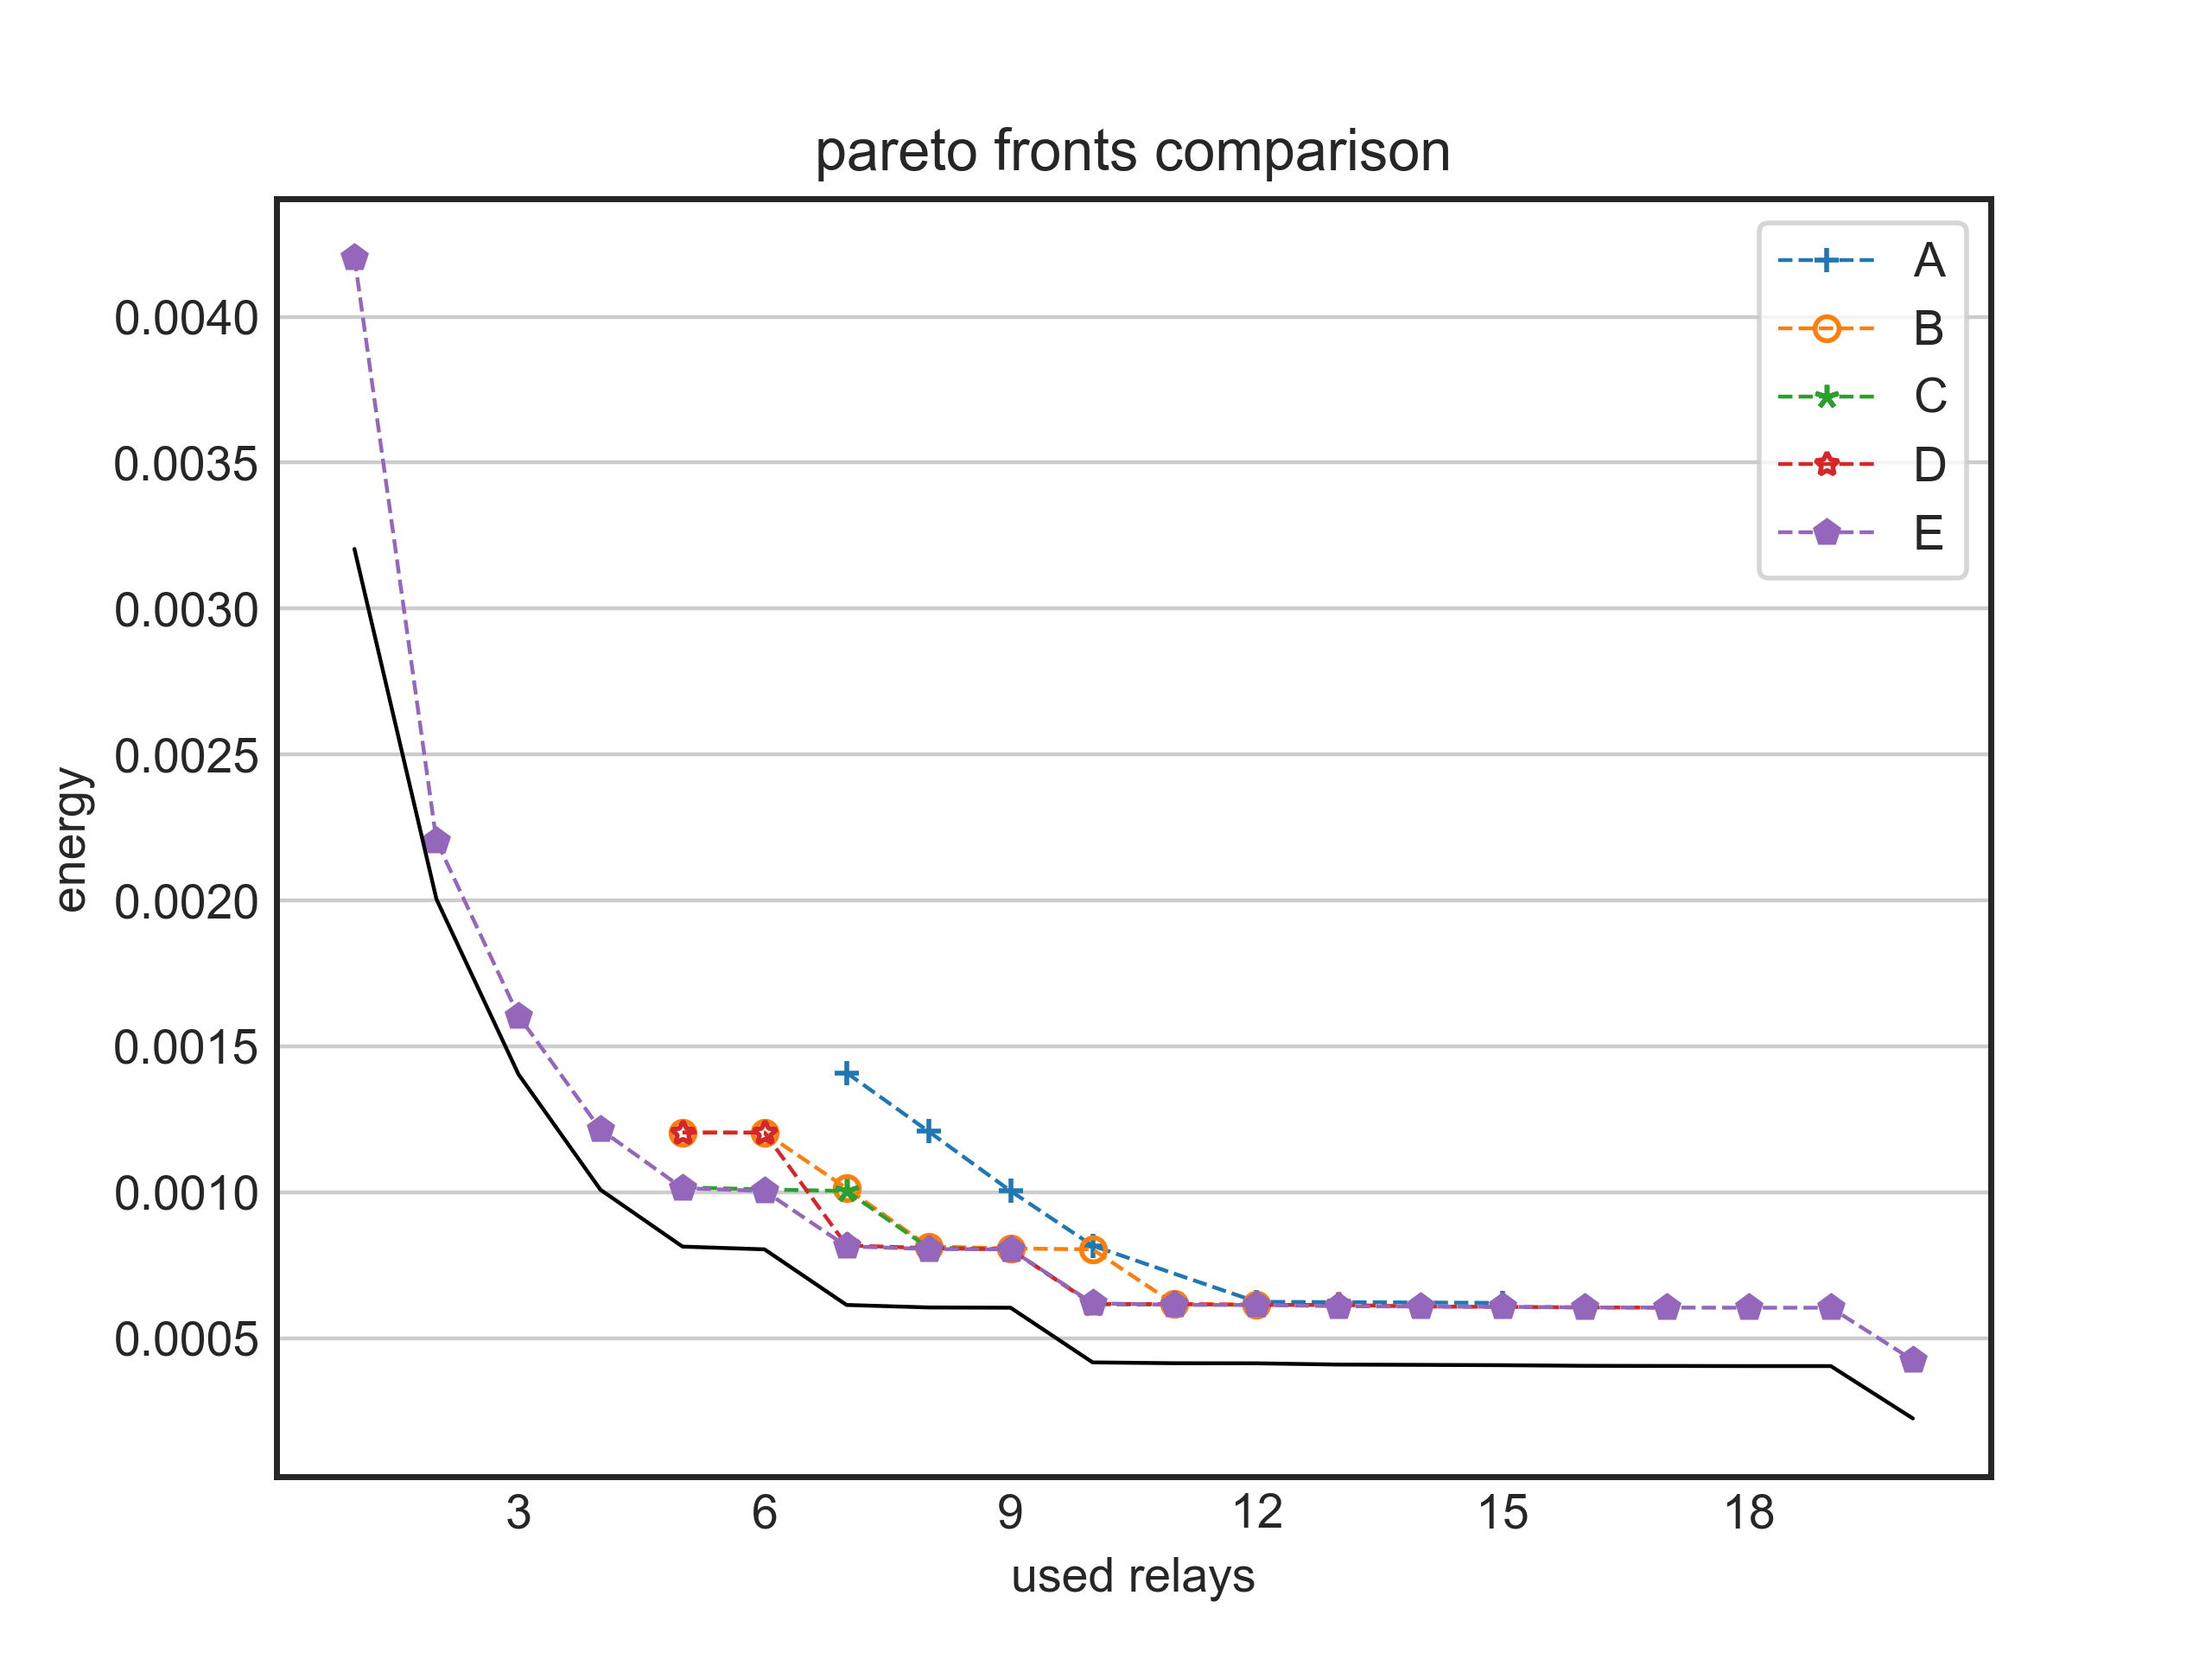 pareto fronts comparison
A
B
C
D
E
0.0040
0.0035
0.0030
0.0025
0.0020
0.0015
0.0010
0.0005
energy
3 6 9 12 15 18
used relays